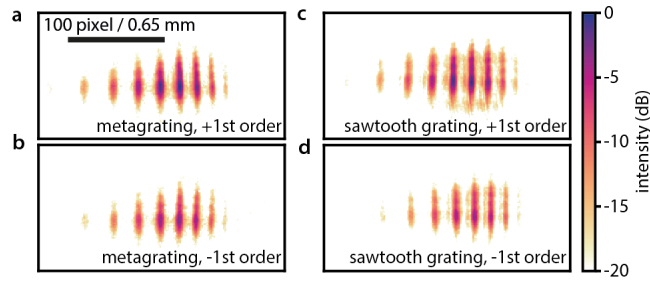 a
100 pixel / 0.65 mm
metagrating, +1st order
b
metagrating, -1st order
c
sawtooth grating, +1st order
d
sawtooth grating, -1st order
0
-5
-10
-15
-20
intensity (dB)